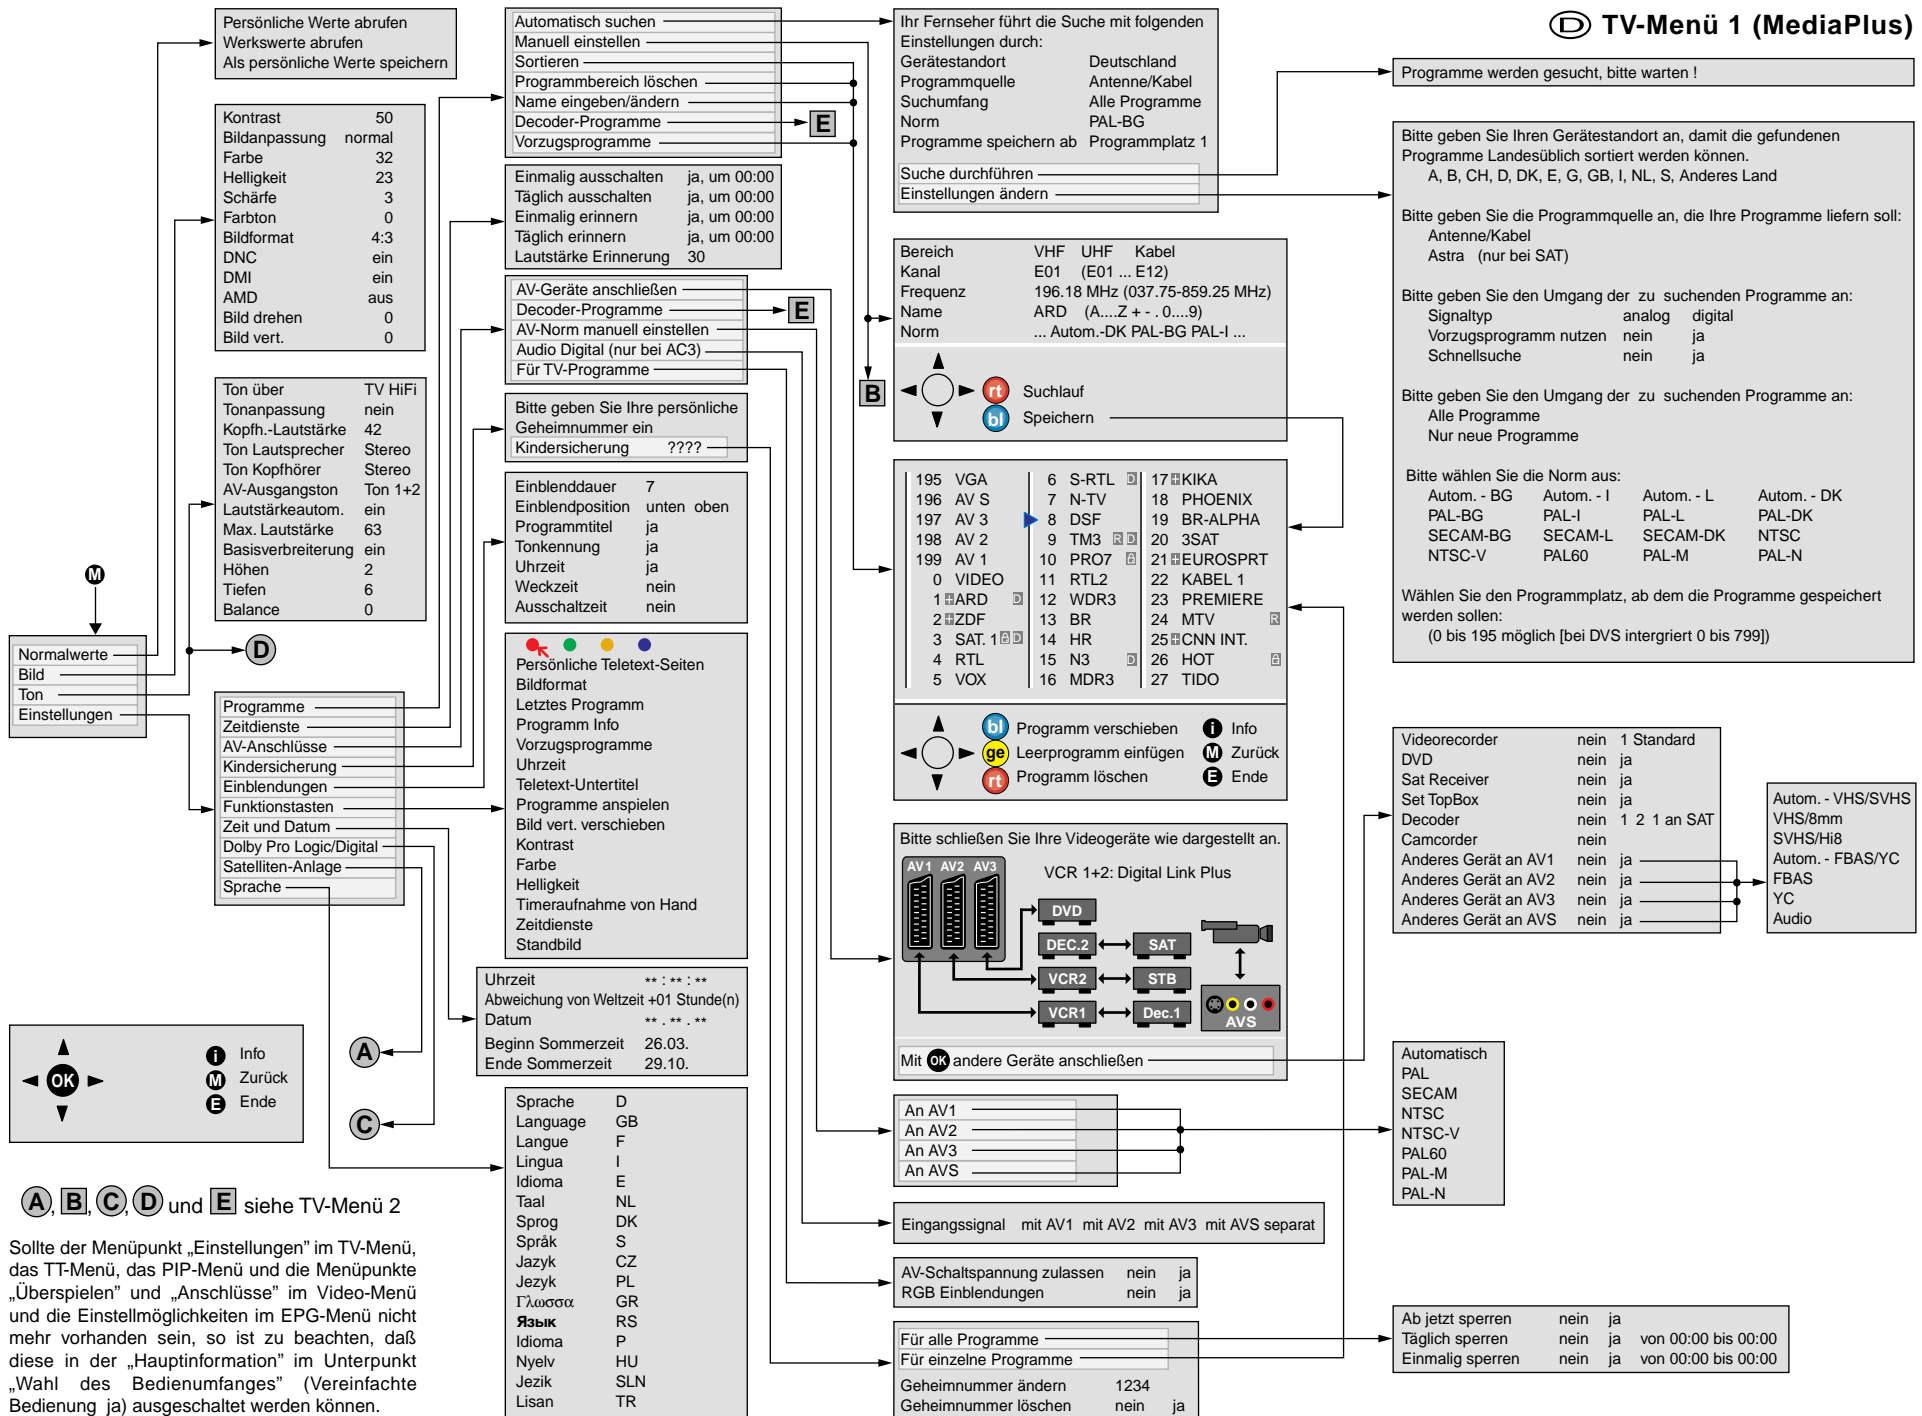 D TV-Menü 1 (MediaPlus)
Persönliche Werte abrufen
Werkswerte abrufen
Als persönliche Werte speichern
Kontrast 50
Bildanpassung normal
Farbe 32
Helligkeit 23
Schärfe 3
Farbton 0
Bildformat 4:3
DNC ein
DMI ein
AMD aus
Bild drehen 0
Bild vert. 0
Ton über TV HiFi
Tonanpassung nein
Kopfh.-Lautstärke 42
Ton Lautsprecher Stereo
Ton Kopfhörer Stereo
AV-Ausgangston Ton 1+2
Lautstärkeautom. ein
Max. Lautstärke 63
Basisverbreiterung ein
Höhen 2
Tiefen 6
Balance 0
M
Normalwerte
Bild
Ton
Einstellungen
D
Programme
Zeitdienste
AV-Anschlüsse
Kindersicherung
Einblendungen
Funktionstasten
Zeit und Datum
Dolby Pro Logic/Digital
Satelliten-Anlage
Sprache
OK
i Info
M Zurück
E Ende
A
C
A, B, C, D und E siehe TV-Menü 2
Sollte der Menüpunkt „Einstellungen” im TV-Menü,
das TT-Menü, das PIP-Menü und die Menüpunkte
„Überspielen” und „Anschlüsse” im Video-Menü
und die Einstellmöglichkeiten im EPG-Menü nicht
mehr vorhanden sein, so ist zu beachten, daß
diese in der „Hauptinformation” im Unterpunkt
„Wahl des Bedienumfanges” (Vereinfachte
Bedienung ja) ausgeschaltet werden können.
Automatisch suchen
Manuell einstellen
Sortieren
Programmbereich löschen
Name eingeben/ändern
Decoder-Programme E
Vorzugsprogramme
Einmalig ausschalten ja, um 00:00
Täglich ausschalten ja, um 00:00
Einmalig erinnern ja, um 00:00
Täglich erinnern ja, um 00:00
Lautstärke Erinnerung 30
AV-Geräte anschließen
Decoder-Programme E
AV-Norm manuell einstellen
Audio Digital (nur bei AC3)
Für TV-Programme
Bitte geben Sie Ihre persönliche
Geheimnummer ein
Kindersicherung ????
Einblenddauer 7
Einblendposition unten oben
Programmtitel ja
Tonkennung ja
Uhrzeit ja
Weckzeit nein
Ausschaltzeit nein
Persönliche Teletext-Seiten
Bildformat
Letztes Programm
Programm Info
Vorzugsprogramme
Uhrzeit
Teletext-Untertitel
Programme anspielen
Bild vert. verschieben
Kontrast
Farbe
Helligkeit
Timeraufnahme von Hand
Zeitdienste
Standbild
Uhrzeit ** : ** : **
Abweichung von Weltzeit +01 Stunde(n)
Datum ** . ** . **
Beginn Sommerzeit 26.03.
Ende Sommerzeit 29.10.
Sprache D
Language GB
Langue F
Lingua I
Idioma E
Taal NL
Sprog DK
Språk S
Jazyk CZ
Jezyk PL
Γλωσσα GR
Язык RS
Idioma P
Nyelv HU
Jezik SLN
Lisan TR
Ihr Fernseher führt die Suche mit folgenden
Einstellungen durch:
Gerätestandort Deutschland
Programmquelle Antenne/Kabel
Suchumfang Alle Programme
Norm PAL-BG
Programme speichern ab Programmplatz 1
Suche durchführen
Einstellungen ändern
Bereich VHF UHF Kabel
Kanal E01 (E01 ... E12)
Frequenz 196.18 MHz (037.75-859.25 MHz)
Name ARD (A....Z + - . 0....9)
Norm ... Autom.-DK PAL-BG PAL-I ...
B
rt Suchlauf
bl Speichern
195 VGA 6 S-RTL D 17 KIKA
196 AV S 7 N-TV 18 PHOENIX
197 AV 3 8 DSF 19 BR-ALPHA
198 AV 2 9 TM3 R D 20 3SAT
199 AV 1 10 PRO7 21 EUROSPRT
0 VIDEO 11 RTL2 22 KABEL 1
1 ARD D 12 WDR3 23 PREMIERE
2 ZDF 13 BR 24 MTV R
3 SAT. 1 D 14 HR 25 CNN INT.
4 RTL 15 N3 D 26 HOT
5 VOX 16 MDR3 27 TIDO
bl Programm verschieben i Info
ge Leerprogramm einfügen M Zurück
rt Programm löschen E Ende
Bitte schließen Sie Ihre Videogeräte wie dargestellt an.
AV1 AV2 AV3
VCR 1+2: Digital Link Plus
DVD
DEC.2 SAT
VCR2 STB
VCR1 Dec.1
AVS
Mit OK andere Geräte anschließen
An AV1
An AV2
An AV3
An AVS
Eingangssignal mit AV1 mit AV2 mit AV3 mit AVS separat
AV-Schaltspannung zulassen nein ja
RGB Einblendungen nein ja
Für alle Programme
Für einzelne Programme
Geheimnummer ändern 1234
Geheimnummer löschen nein ja
Programme werden gesucht, bitte warten !
Bitte geben Sie Ihren Gerätestandort an, damit die gefundenen
Programme Landesüblich sortiert werden können.
A, B, CH, D, DK, E, G, GB, I, NL, S, Anderes Land
Bitte geben Sie die Programmquelle an, die Ihre Programme liefern soll:
Antenne/Kabel
Astra (nur bei SAT)
Bitte geben Sie den Umgang der zu suchenden Programme an:
Signaltyp analog digital
Vorzugsprogramm nutzen nein ja
Schnellsuche nein ja
Bitte geben Sie den Umgang der zu suchenden Programme an:
Alle Programme
Nur neue Programme
Bitte wählen Sie die Norm aus:
Autom. - BG Autom. - I Autom. - L Autom. - DK
PAL-BG PAL-I PAL-L PAL-DK
SECAM-BG SECAM-L SECAM-DK NTSC
NTSC-V PAL60 PAL-M PAL-N
Wählen Sie den Programmplatz, ab dem die Programme gespeichert
werden sollen:
(0 bis 195 möglich [bei DVS intergriert 0 bis 799])
Videorecorder nein 1 Standard
DVD nein ja
Sat Receiver nein ja
Set TopBox nein ja
Decoder nein 1 2 1 an SAT
Camcorder nein
Anderes Gerät an AV1 nein ja
Anderes Gerät an AV2 nein ja
Anderes Gerät an AV3 nein ja
Anderes Gerät an AVS nein ja
Autom. - VHS/SVHS
VHS/8mm
SVHS/Hi8
Autom. - FBAS/YC
FBAS
YC
Audio
Automatisch
PAL
SECAM
NTSC
NTSC-V
PAL60
PAL-M
PAL-N
Ab jetzt sperren nein ja
Täglich sperren nein ja von 00:00 bis 00:00
Einmalig sperren nein ja von 00:00 bis 00:00